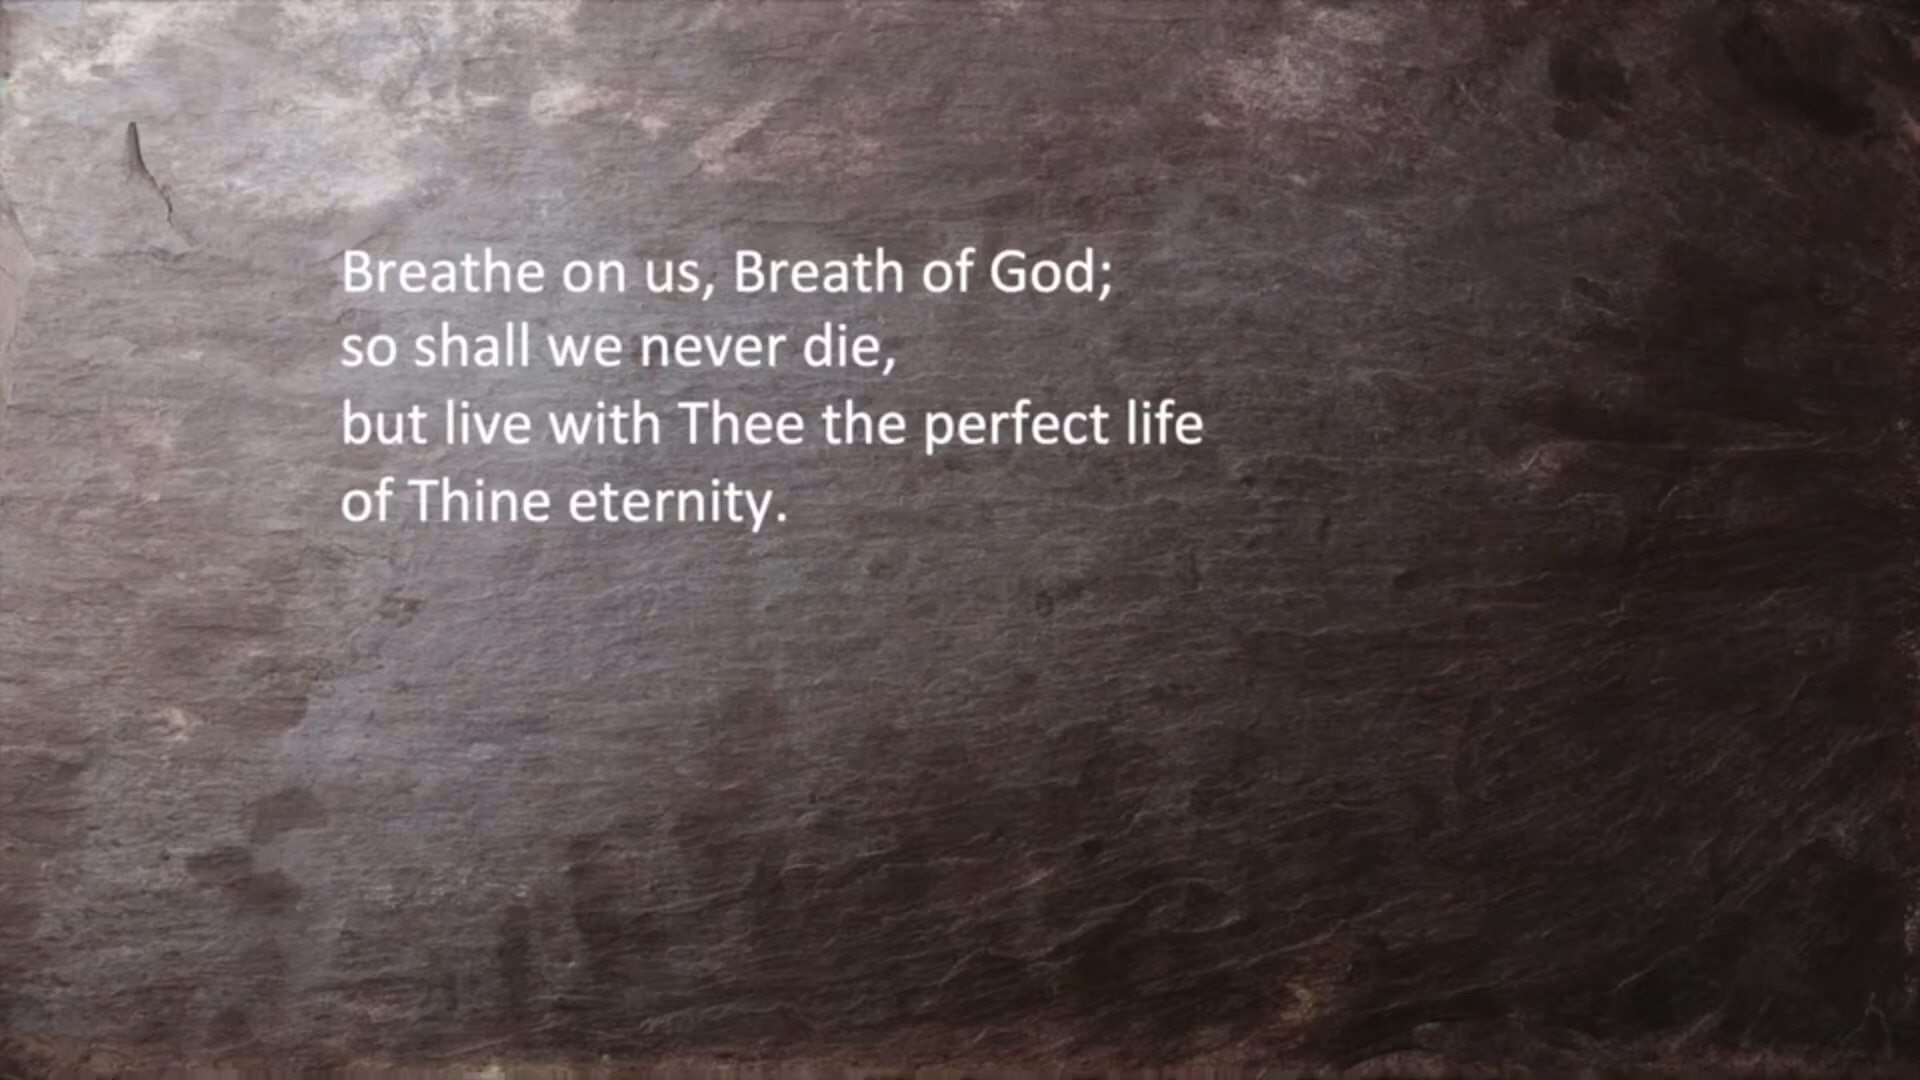 Breathe on us, Breath of God;
so shall we never die,
but live with Thee the perfect life
of Thine eternity.